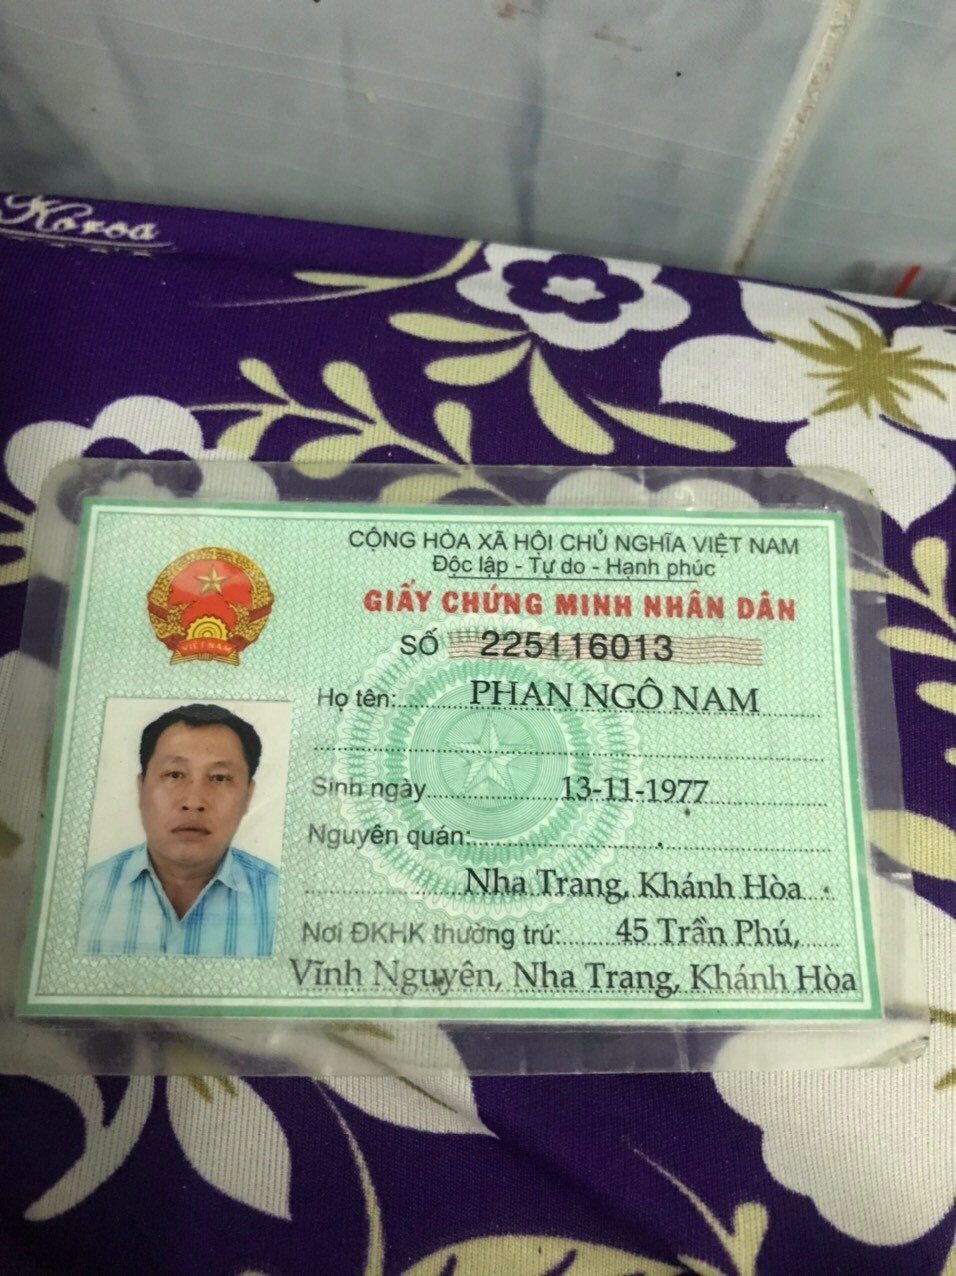 Korea
CỘNG HÒA XÃ HỘI CHỦ NGHĨA VIỆT NAM
Độc lập - Tự do - Hạnh phúc
GIẤY CHỨNG MINH NHÂN DÂN
SỐ 225116013
VIỆT NAM
Họ tên: PHAN NGÔ NAM
Sinh ngày 13-11-1977
Nguyên quán:
Nha Trang, Khánh Hòa
Nơi ĐKHK thường trú: 45 Trần Phú,
Vĩnh Nguyên, Nha Trang, Khánh Hòa